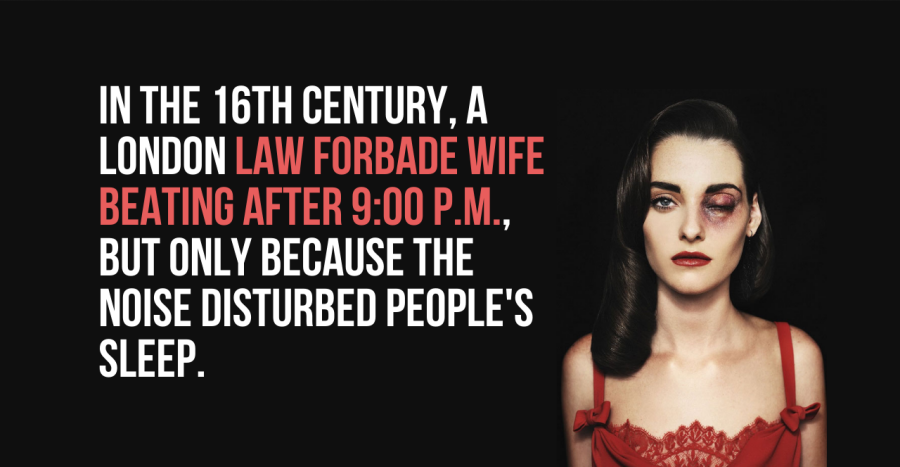 IN THE 16TH CENTURY, A
LONDON LAW FORBADE WIFE
BEATING AFTER 9:00 P.M.,
BUT ONLY BECAUSE THE
NOISE DISTURBED PEOPLE'S
SLEEP.